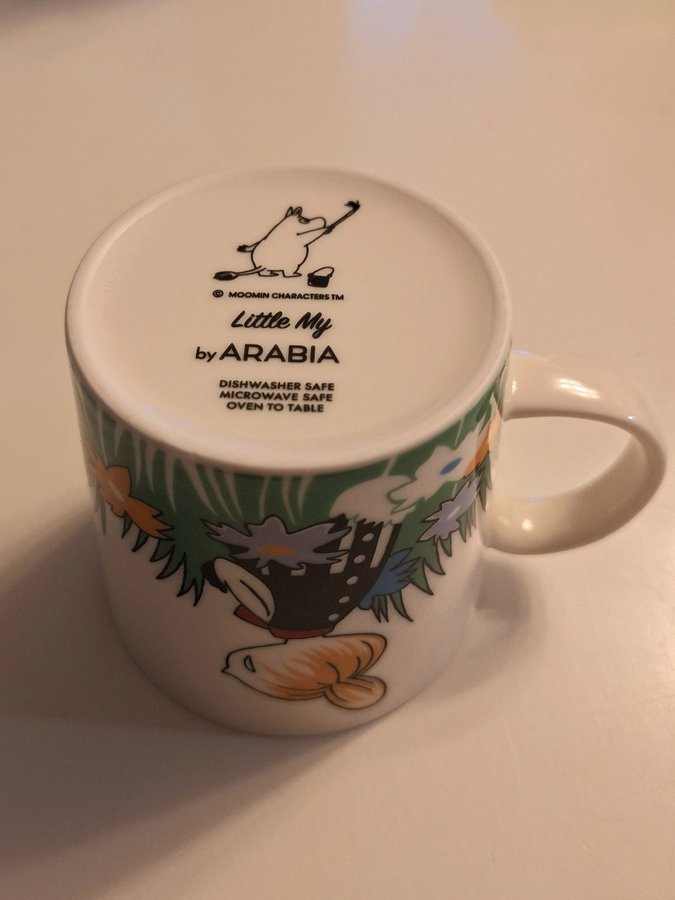 © MOOMIN CHARACTERS TM
Little My
by ARABIA
DISHWASHER SAFE
MICROWAVE SAFE
OVEN TO TABLE